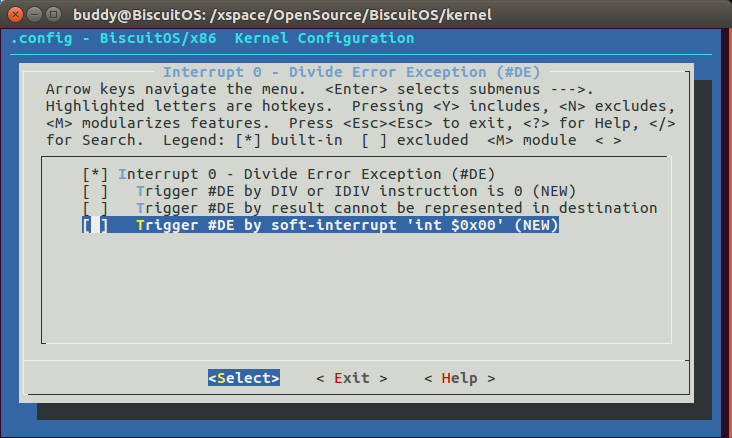 buddy@BiscuitOS: /xspace/OpenSource/BiscuitOS/kernel
.config - BiscuitOS/x86  Kernel Configuration
Interrupt 0 - Divide Error Exception (#DE)
Arrow keys navigate the menu.  <Enter> selects submenus --->.
Highlighted letters are hotkeys.  Pressing <Y> includes, <N> excludes,
<M> modularizes features.  Press <Esc><Esc> to exit, <?> for Help, </>
for Search.  Legend: [*] built-in  [ ] excluded  <M> module  < >
[*] Interrupt 0 - Divide Error Exception (#DE)
[ ]   Trigger #DE by DIV or IDIV instruction is 0 (NEW)
[ ]   Trigger #DE by result cannot be represented in destination
[ ]   Trigger #DE by soft-interrupt 'int $0x00' (NEW)
<Select>    < Exit >    < Help >